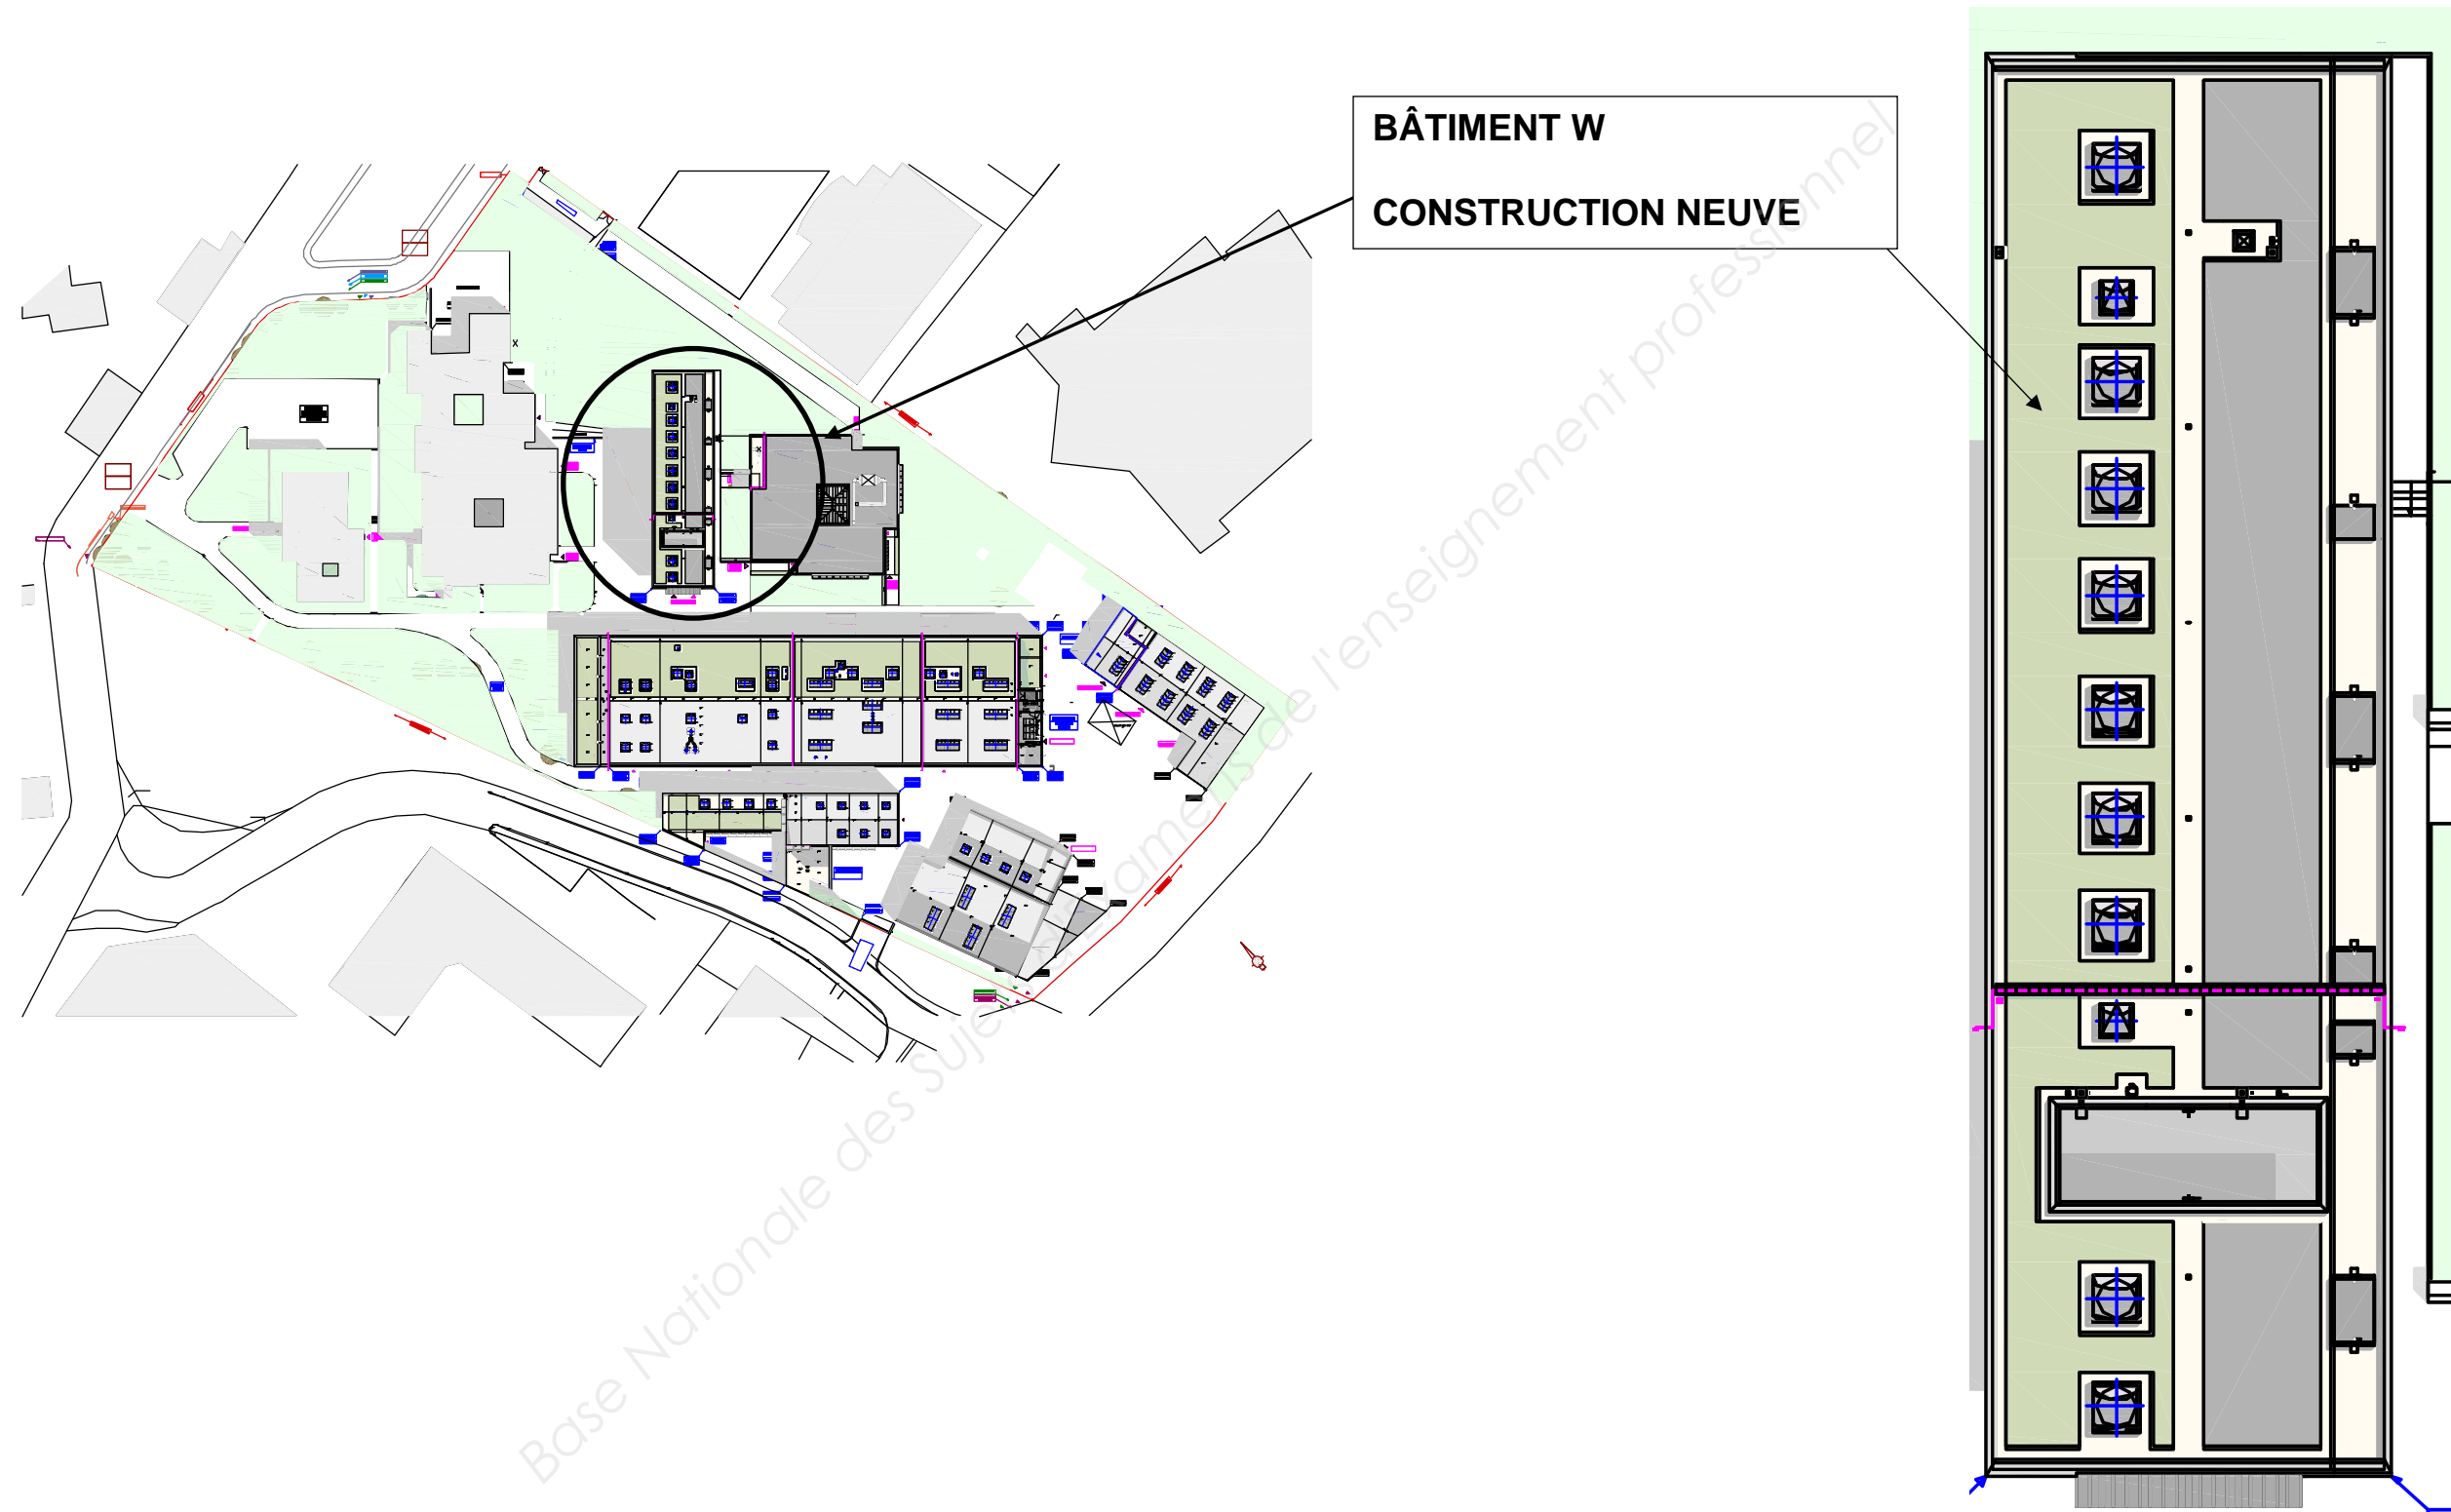 BÂTIMENT W
CONSTRUCTION NEUVE
Base Nationale des Sujets d'Examens de l'enseignement professionnel